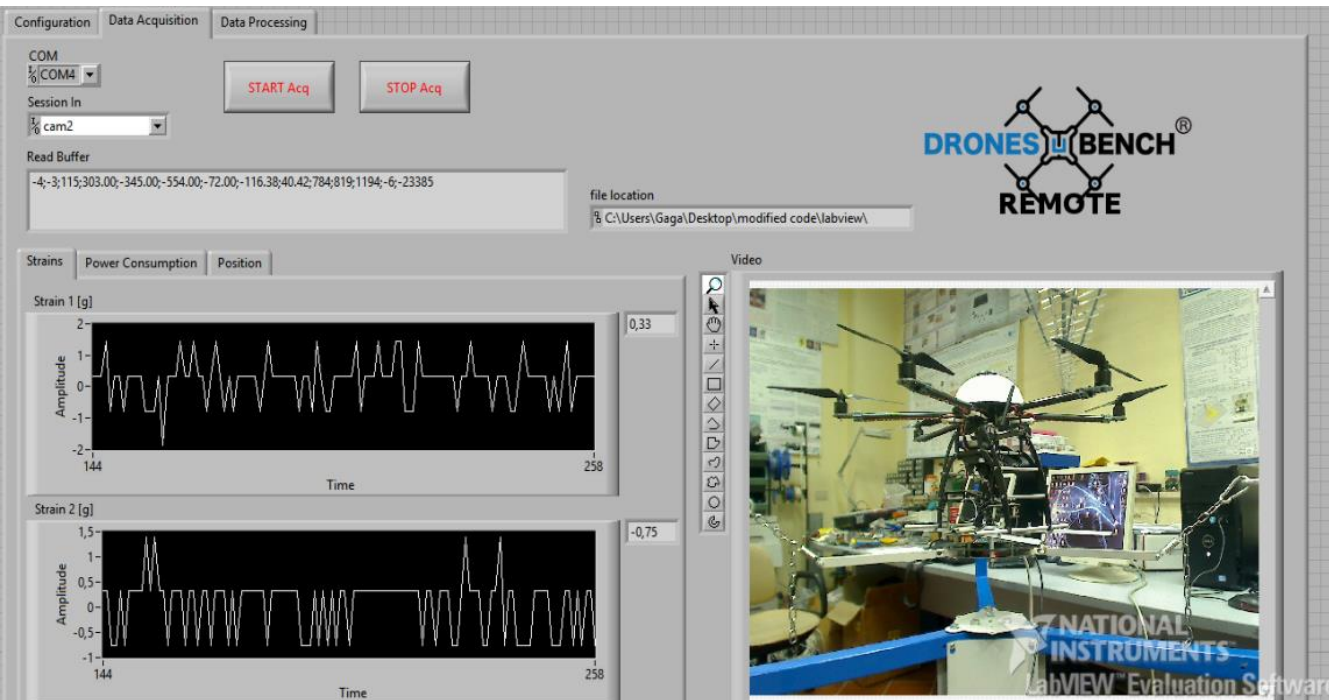 Configuration Data Acquisition Data Processing
COM
COM4
START Acq STOP Acq
Session In
cam2
Read Buffer
-4;-3;115;303.00;-345.00;-554.00;-72.00;-116.38;40.42;784;819;1194;-6;-23385
file location
C:\Users\Gaga\Desktop\modified code\labview\
DRONES u BENCH®
REMOTE
Strains Power Consumption Position
Strain 1 [g]
0,33
Amplitude
2
1
0
-1
-2
144 258
Time
Strain 2 [g]
-0,75
Amplitude
1,5
1
0,5
0
-0,5
-1
144 258
Time
Video
NATIONAL
INSTRUMENTS™
LabVIEW™ Evaluation Software